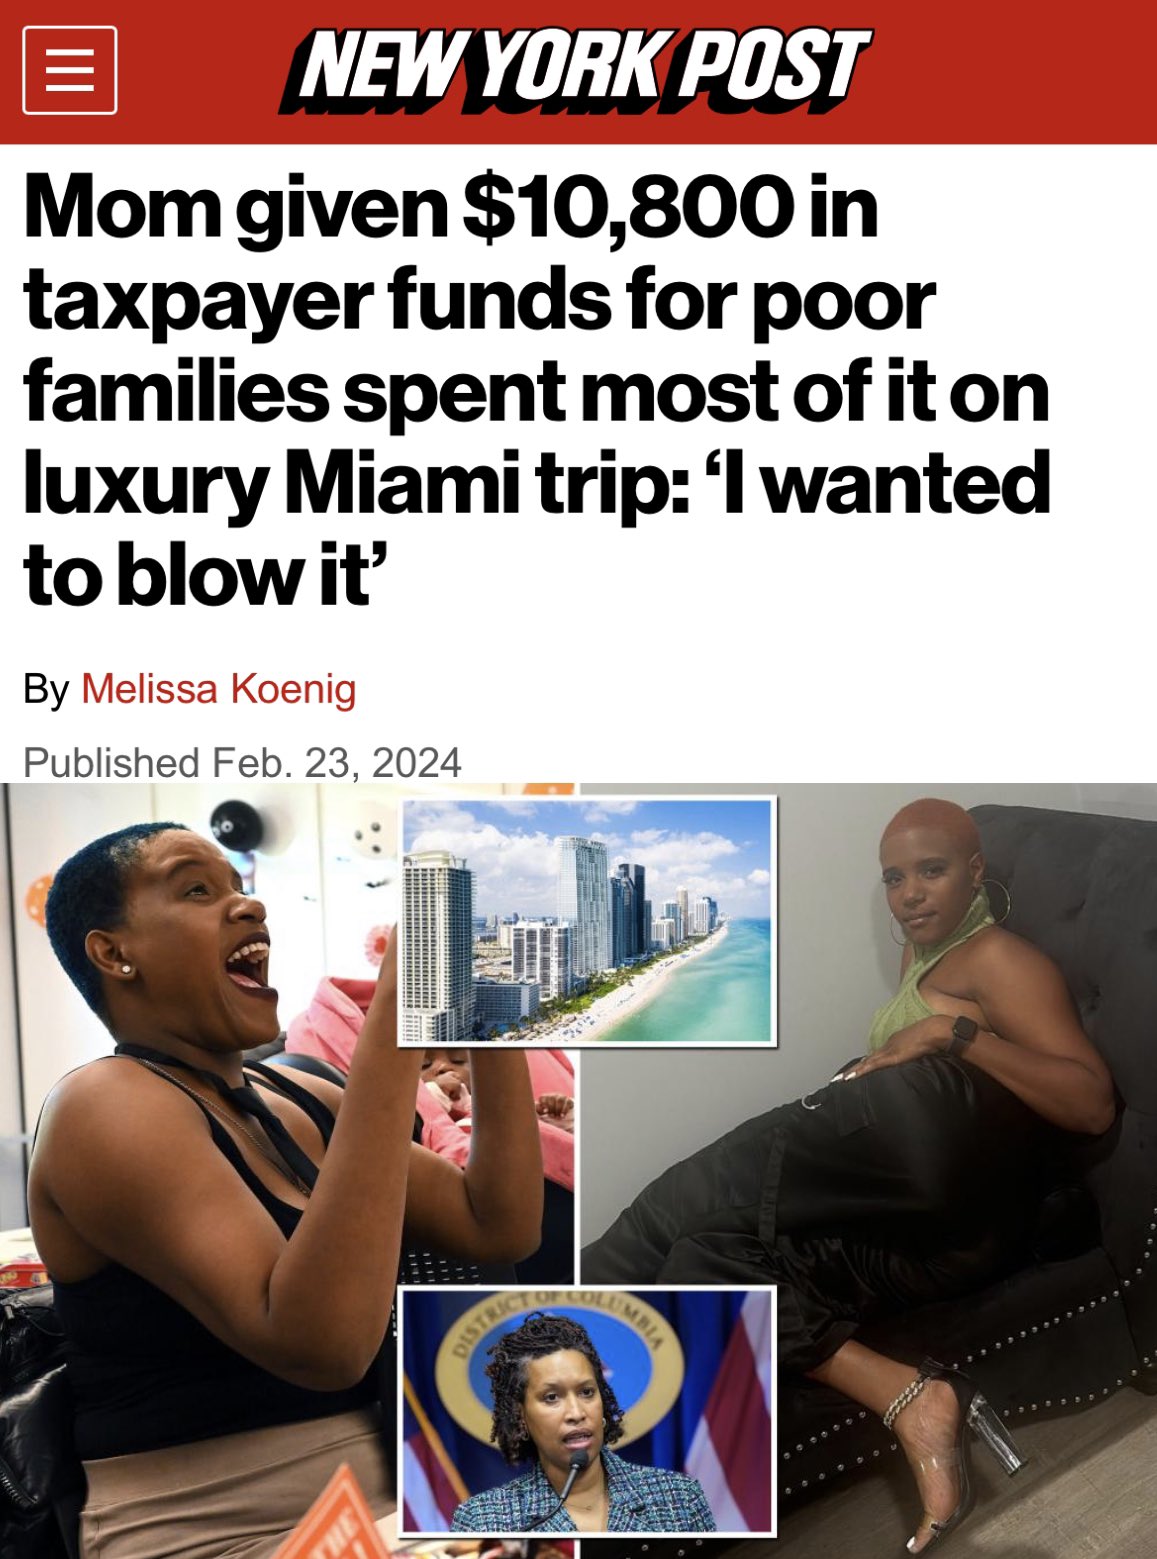 NEW YORK POST
Mom given $10,800 in
taxpayer funds for poor
families spent most of it on
luxury Miami trip: ‘I wanted
to blow it’
By Melissa Koenig
Published Feb. 23, 2024
DISTRICT OF COLUMBIA
THE